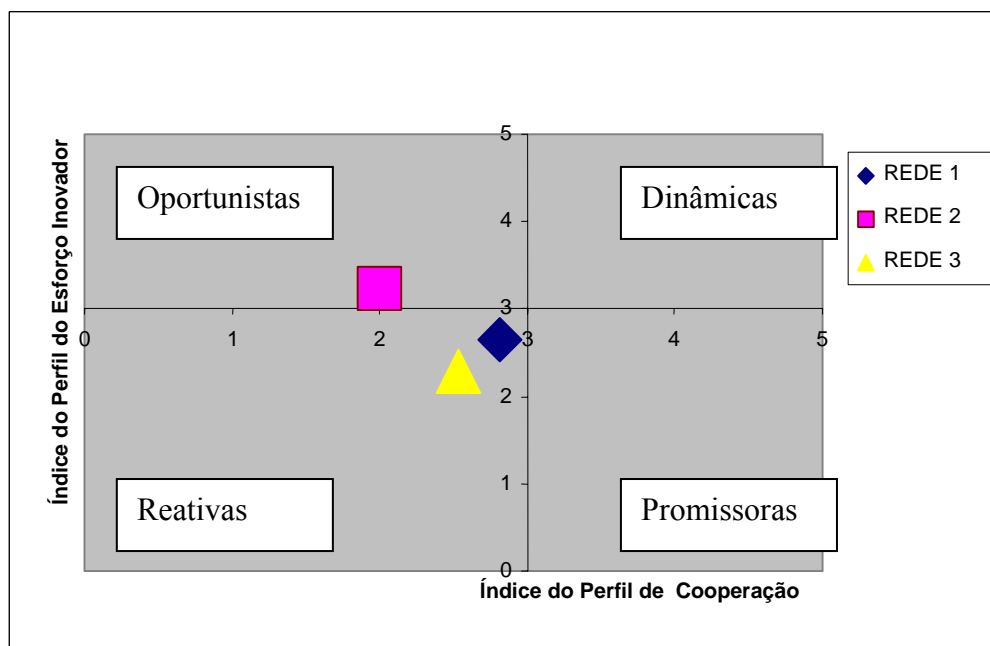 Índice do Perfil do Esforço Inovador
5
Oportunistas
Dinâmicas
4
3
0
1
2
3
4
5
2
1
Reativas
Promissoras
0
Índice do Perfil de  Cooperação
REDE 1
REDE 2
REDE 3